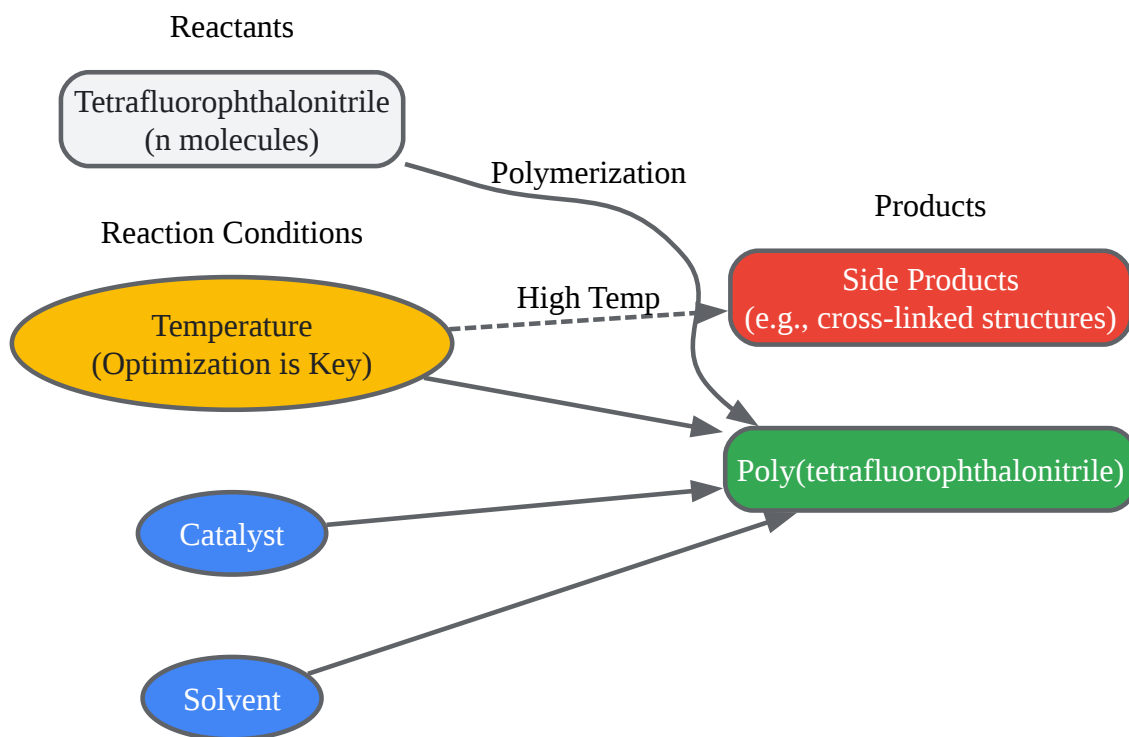 Reactants
Tetrafluorophthalonitrile
(n molecules)
Polymerization
Products
Reaction Conditions
Side Products
(e.g., cross-linked structures)
High Temp
Temperature
(Optimization is Key)
Poly(tetrafluorophthalonitrile)
Catalyst
Solvent